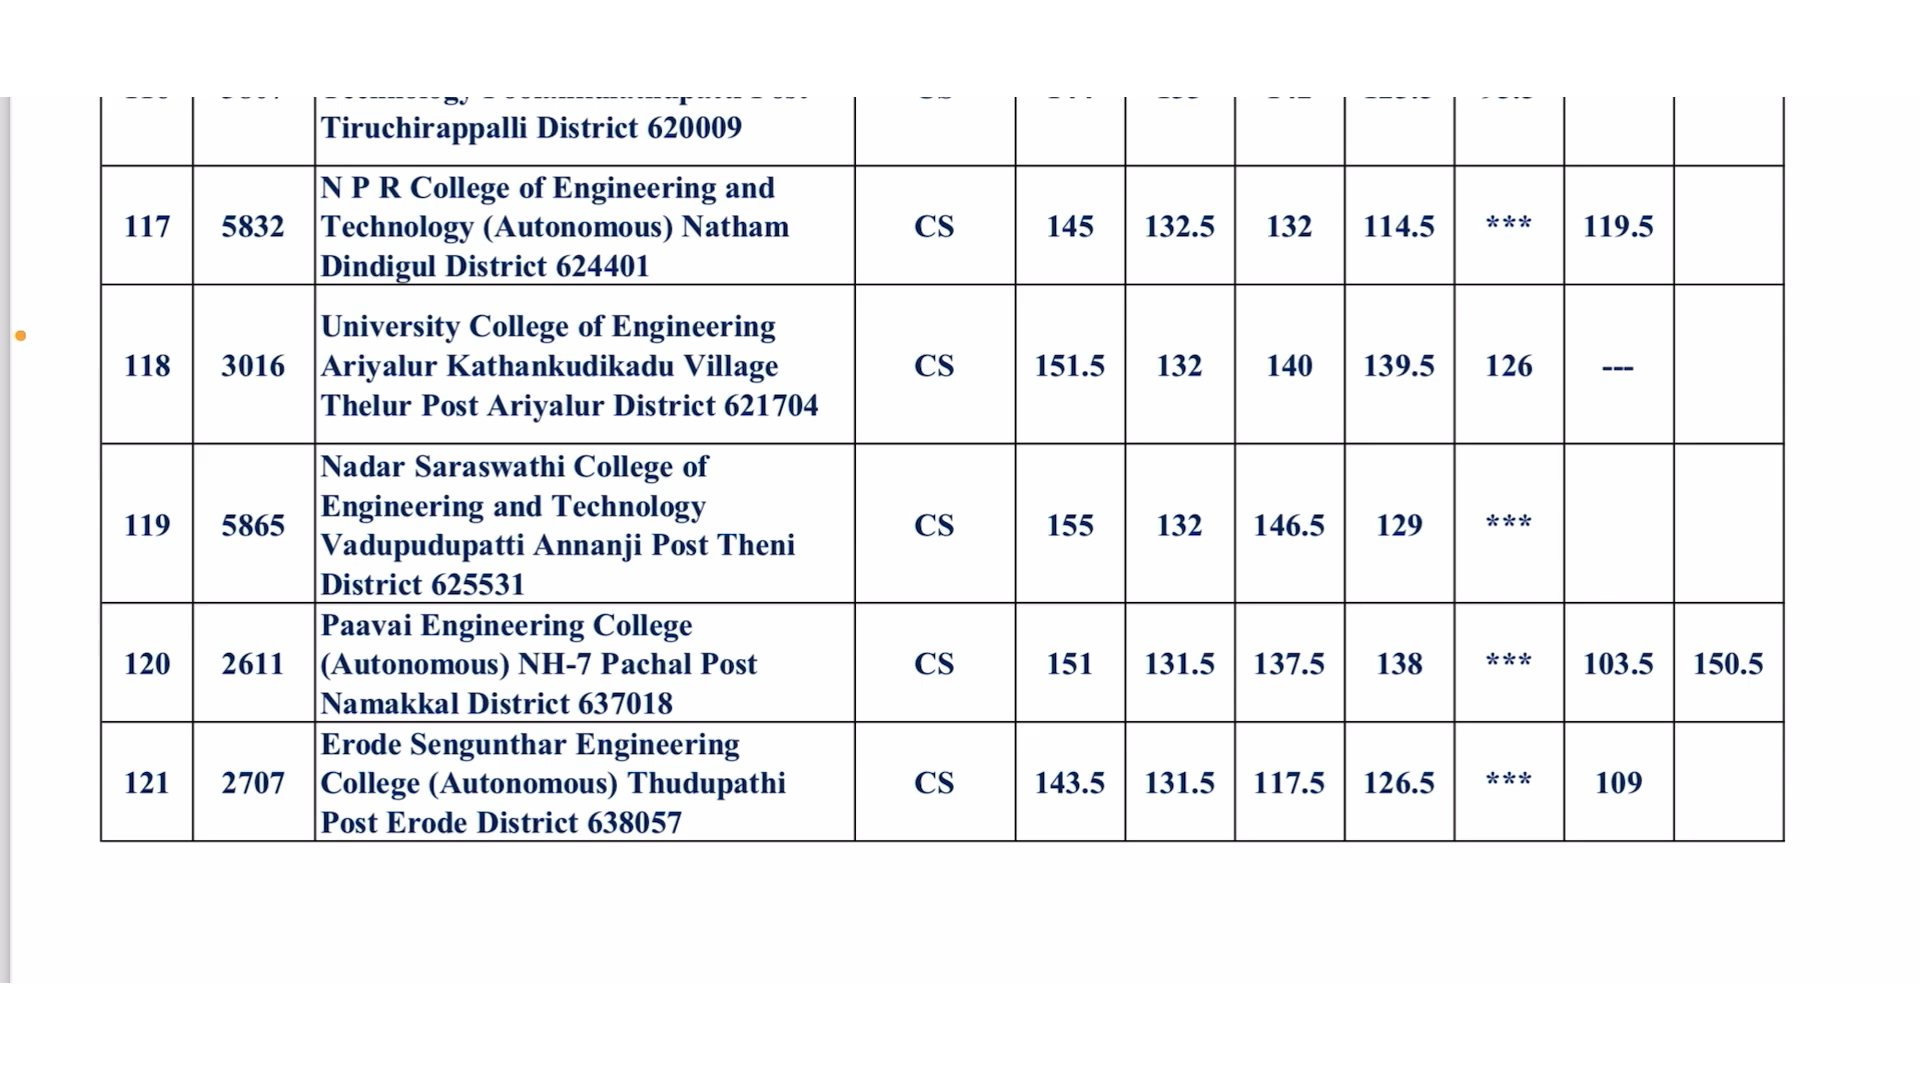 Tiruchirappalli District 620009
117 5832 N P R College of Engineering and Technology (Autonomous) Natham Dindigul District 624401 CS 145 132.5 132 114.5 *** 119.5
118 3016 University College of Engineering Ariyalur Kathankudikadu Village Thelur Post Ariyalur District 621704 CS 151.5 132 140 139.5 126 ---
119 5865 Nadar Saraswathi College of Engineering and Technology Vadupudupatti Annanji Post Theni District 625531 CS 155 132 146.5 129 ***
120 2611 Paavai Engineering College (Autonomous) NH-7 Pachal Post Namakkal District 637018 CS 151 131.5 137.5 138 *** 103.5 150.5
121 2707 Erode Sengunthar Engineering College (Autonomous) Thudupathi Post Erode District 638057 CS 143.5 131.5 117.5 126.5 *** 109